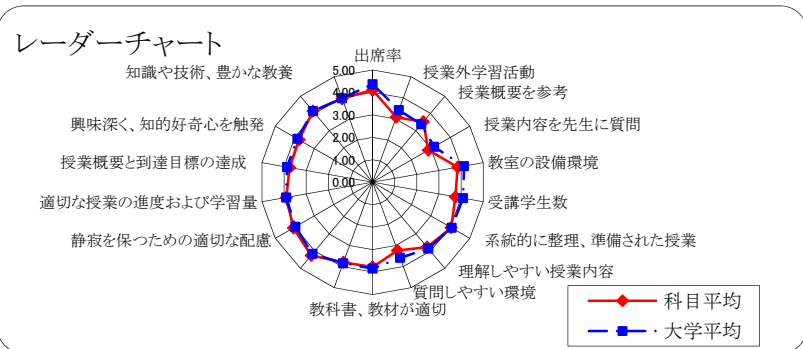 レーダーチャート
出席率
授業外学習活動
授業概要を参考
授業内容を先生に質問
教室の設備環境
受講学生数
系統的に整理、準備された授業
理解しやすい授業内容
質問しやすい環境
教科書、教材が適切
静寂を保つための適切な配慮
適切な授業の進度および学習量
授業概要と到達目標の達成
興味深く、知的好奇心を触発
知識や技術、豊かな教養
5.00
4.00
3.00
2.00
1.00
0.00
科目平均
大学平均